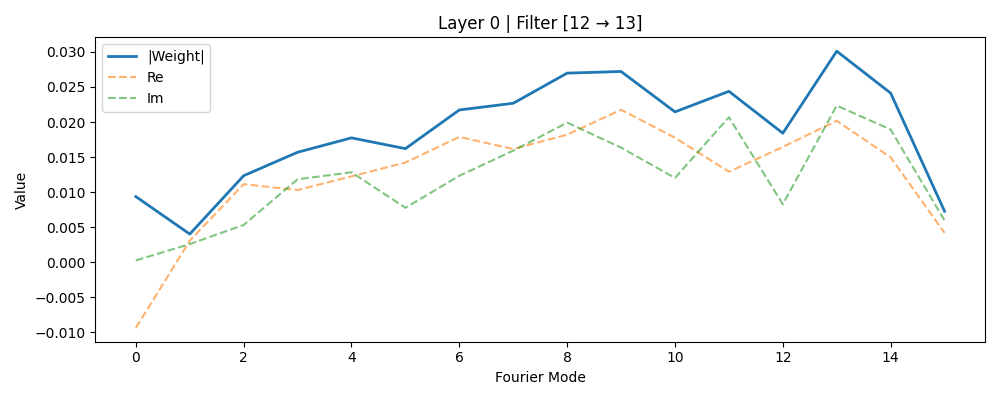 Layer 0 | Filter [12 → 13]
|Weight|
Re
Im
Value
0.030
0.025
0.020
0.015
0.010
0.005
0.000
−0.005
−0.010
0 2 4 6 8 10 12 14
Fourier Mode